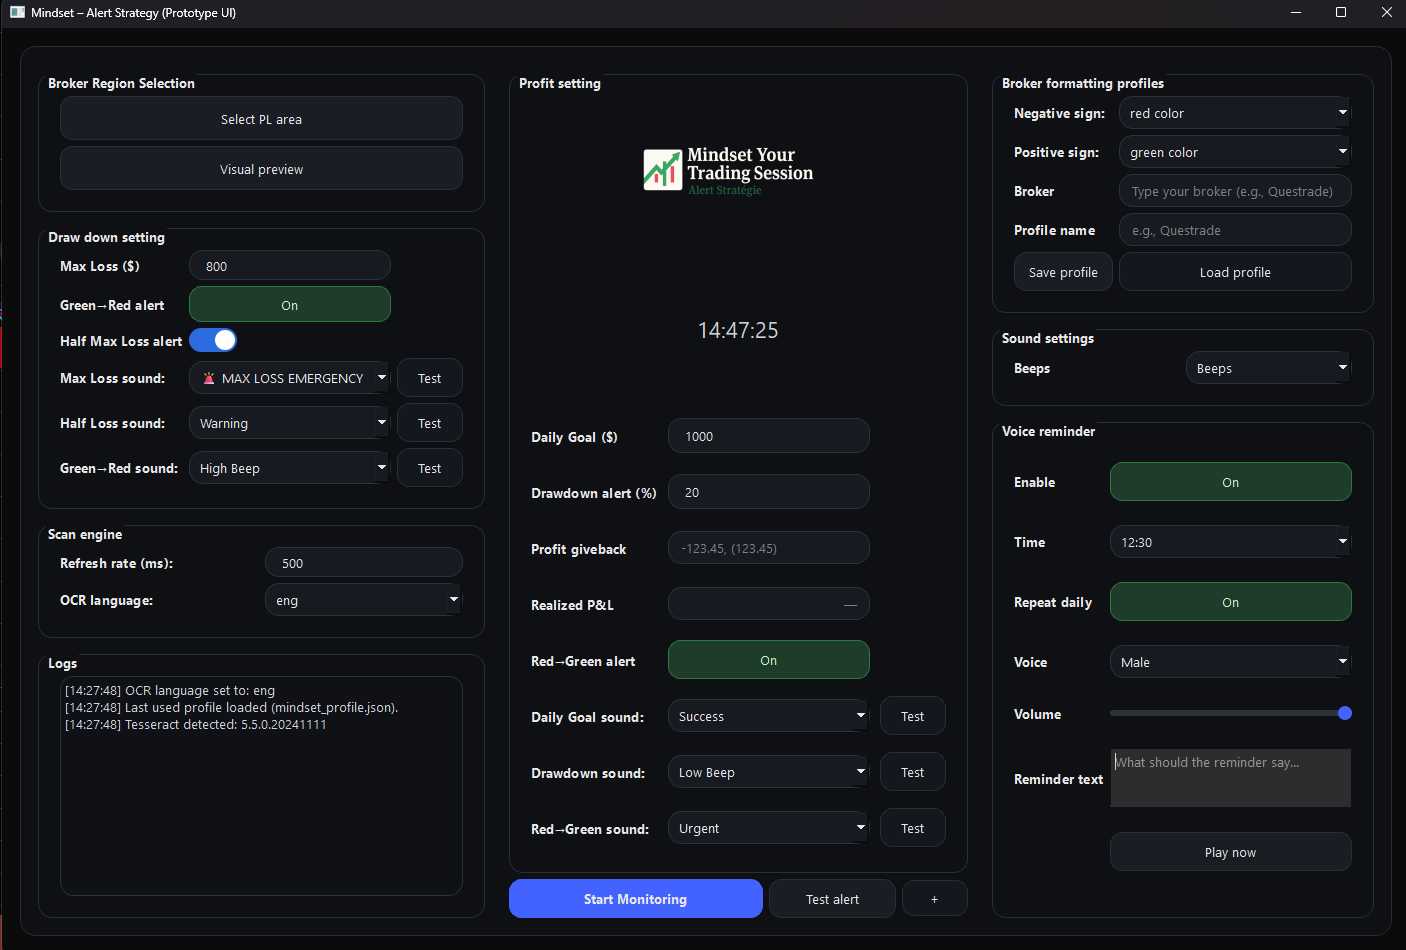 Mindset – Alert Strategy (Prototype UI)
Broker Region Selection
Select PL area
Visual preview
Draw down setting
Max Loss ($) 800
Green→Red alert On
Half Max Loss alert
Max Loss sound: 🚨 MAX LOSS EMERGENCY Test
Half Loss sound: Warning Test
Green→Red sound: High Beep Test
Scan engine
Refresh rate (ms): 500
OCR language: eng
Logs
[14:27:48] OCR language set to: eng
[14:27:48] Last used profile loaded (mindset_profile.json).
[14:27:48] Tesseract detected: 5.5.0.20241111
Profit setting
Mindset Your
Trading Session
Alert Stratégie
14:47:25
Daily Goal ($) 1000
Drawdown alert (%) 20
Profit giveback -123.45, (123.45)
Realized P&L —
Red→Green alert On
Daily Goal sound: Success Test
Drawdown sound: Low Beep Test
Red→Green sound: Urgent Test
Start Monitoring Test alert +
Broker formatting profiles
Negative sign: red color
Positive sign: green color
Broker Type your broker (e.g., Questrade)
Profile name e.g., Questrade
Save profile Load profile
Sound settings
Beeps Beeps
Voice reminder
Enable On
Time 12:30
Repeat daily On
Voice Male
Volume
Reminder text What should the reminder say...
Play now